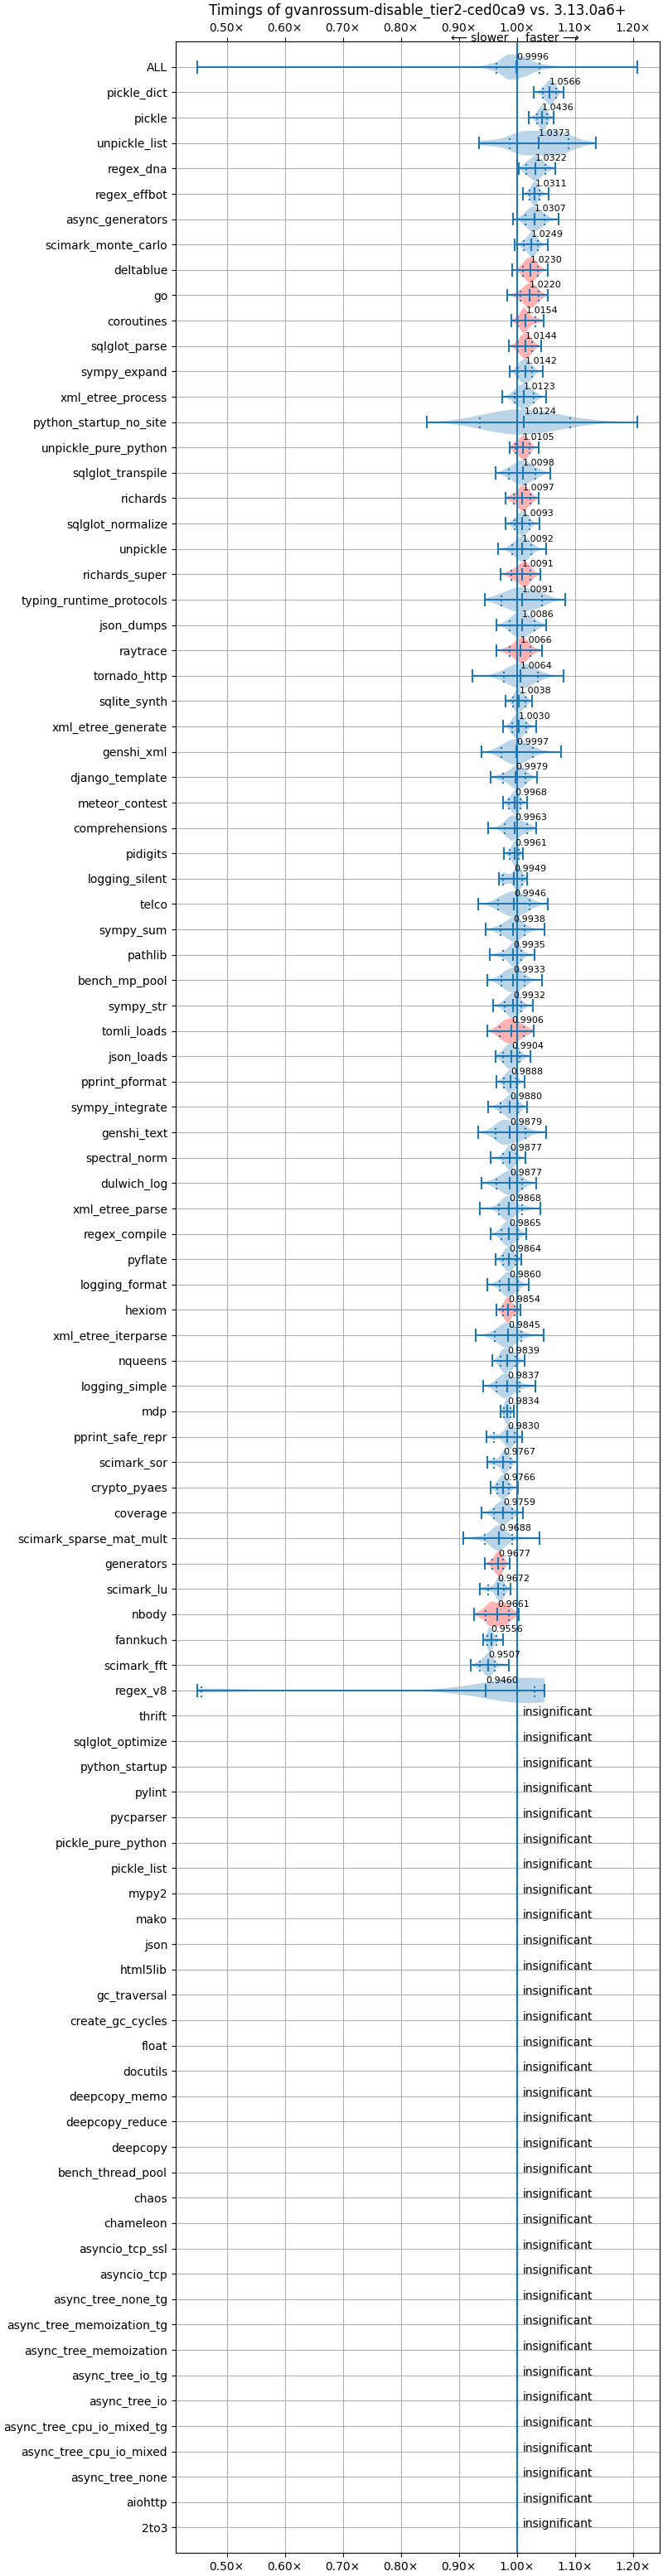 Timings of gvanrossum-disable_tier2-ced0ca9 vs. 3.13.0a6+
0.50× 0.60× 0.70× 0.80× 0.90× 1.00× 1.10× 1.20×
⟵ slower faster ⟶
ALL 0.9996
pickle_dict 1.0566
pickle 1.0436
unpickle_list 1.0373
regex_dna 1.0322
regex_effbot 1.0311
async_generators 1.0307
scimark_monte_carlo 1.0249
deltablue 1.0230
go 1.0220
coroutines 1.0154
sqlglot_parse 1.0144
sympy_expand 1.0142
xml_etree_process 1.0123
python_startup_no_site 1.0124
unpickle_pure_python 1.0105
sqlglot_transpile 1.0098
richards 1.0097
sqlglot_normalize 1.0093
unpickle 1.0092
richards_super 1.0091
typing_runtime_protocols 1.0091
json_dumps 1.0086
raytrace 1.0066
tornado_http 1.0064
sqlite_synth 1.0038
xml_etree_generate 1.0030
genshi_xml 0.9997
django_template 0.9979
meteor_contest 0.9968
comprehensions 0.9963
pidigits 0.9961
logging_silent 0.9949
telco 0.9946
sympy_sum 0.9938
pathlib 0.9935
bench_mp_pool 0.9933
sympy_str 0.9932
tomli_loads 0.9906
json_loads 0.9904
pprint_pformat 0.9888
sympy_integrate 0.9880
genshi_text 0.9879
spectral_norm 0.9877
dulwich_log 0.9877
xml_etree_parse 0.9868
regex_compile 0.9865
pyflate 0.9864
logging_format 0.9860
hexiom 0.9854
xml_etree_iterparse 0.9845
nqueens 0.9839
logging_simple 0.9837
mdp 0.9834
pprint_safe_repr 0.9830
scimark_sor 0.9767
crypto_pyaes 0.9766
coverage 0.9759
scimark_sparse_mat_mult 0.9688
generators 0.9677
scimark_lu 0.9672
nbody 0.9661
fannkuch 0.9556
scimark_fft 0.9507
regex_v8 0.9460
thrift insignificant
sqlglot_optimize insignificant
python_startup insignificant
pylint insignificant
pycparser insignificant
pickle_pure_python insignificant
pickle_list insignificant
mypy2 insignificant
mako insignificant
json insignificant
html5lib insignificant
gc_traversal insignificant
create_gc_cycles insignificant
float insignificant
docutils insignificant
deepcopy_memo insignificant
deepcopy_reduce insignificant
deepcopy insignificant
bench_thread_pool insignificant
chaos insignificant
chameleon insignificant
asyncio_tcp_ssl insignificant
asyncio_tcp insignificant
async_tree_none_tg insignificant
async_tree_memoization_tg insignificant
async_tree_memoization insignificant
async_tree_io_tg insignificant
async_tree_io insignificant
async_tree_cpu_io_mixed_tg insignificant
async_tree_cpu_io_mixed insignificant
async_tree_none insignificant
aiohttp insignificant
2to3 insignificant
0.50× 0.60× 0.70× 0.80× 0.90× 1.00× 1.10× 1.20×